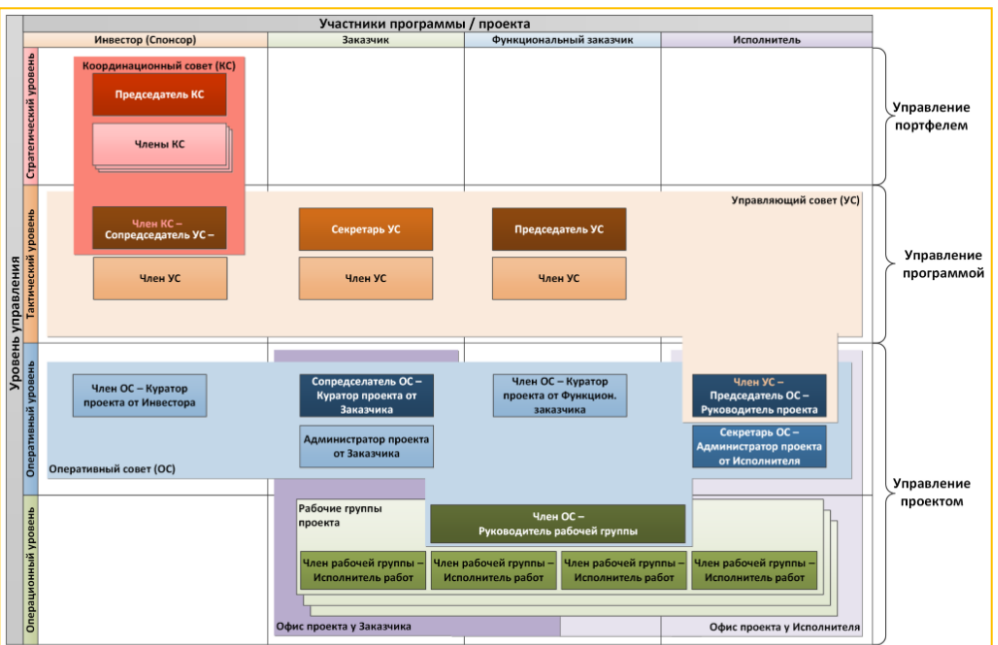 Участники программы / проекта
Инвестор (Спонсор)
Заказчик
Функциональный заказчик
Исполнитель
Уровень управления
Стратегический уровень
Координационный совет (КС)
Председатель КС
Члены КС
Управление
портфелем
Тактический уровень
Управляющий совет (УС)
Член КС –
Сопредседатель УС –
Секретарь УС
Председатель УС
Член УС
Член УС
Член УС
Управление
программой
Оперативный уровень
Член ОС – Куратор
проекта от Инвестора
Сопределатель ОС –
Куратор проекта от
Заказчика
Член ОС – Куратор
проекта от Функцион.
заказчика
Член УС –
Председатель ОС –
Руководитель проекта
Администратор проекта
от Заказчика
Секретарь ОС –
Администратор проекта
от Исполнителя
Оперативный совет (ОС)
Управление
проектом
Операционный уровень
Рабочие группы
проекта
Член ОС –
Руководитель рабочей группы
Член рабочей группы –
Исполнитель работ
Член рабочей группы –
Исполнитель работ
Член рабочей группы –
Исполнитель работ
Член рабочей группы –
Исполнитель работ
Офис проекта у Заказчика
Офис проекта у Исполнителя